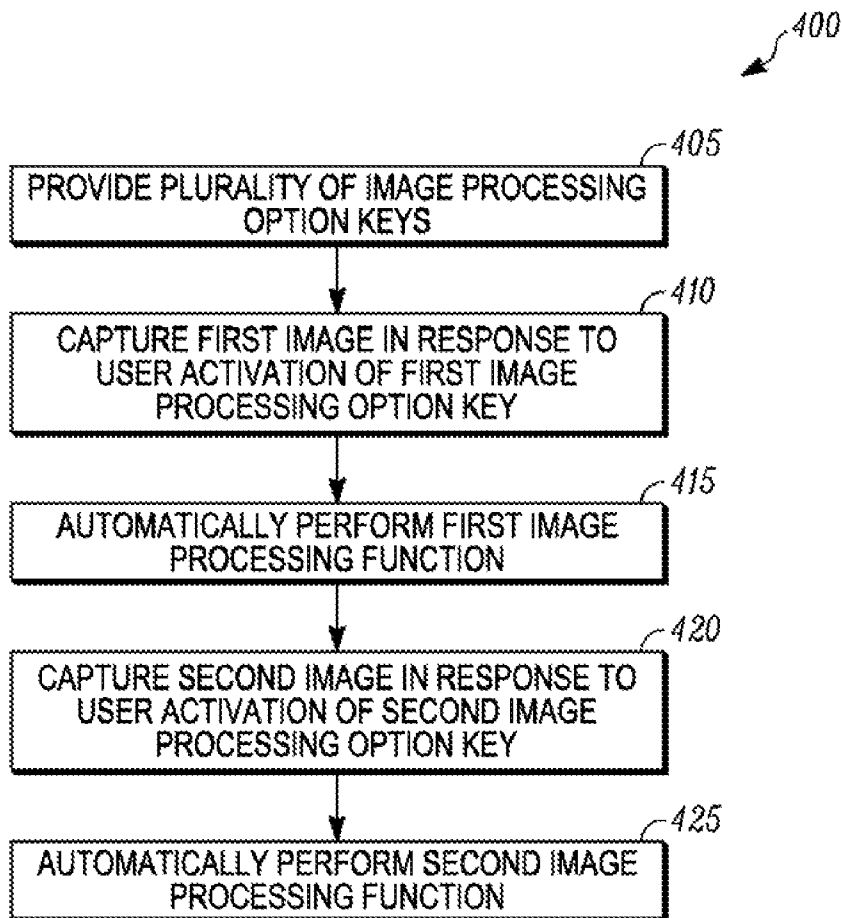 400
405
PROVIDE PLURALITY OF IMAGE PROCESSING
OPTION KEYS
410
CAPTURE FIRST IMAGE IN RESPONSE TO
USER ACTIVATION OF FIRST IMAGE
PROCESSING OPTION KEY
415
AUTOMATICALLY PERFORM FIRST IMAGE
PROCESSING FUNCTION
420
CAPTURE SECOND IMAGE IN RESPONSE TO
USER ACTIVATION OF SECOND IMAGE
PROCESSING OPTION KEY
425
AUTOMATICALLY PERFORM SECOND IMAGE
PROCESSING FUNCTION